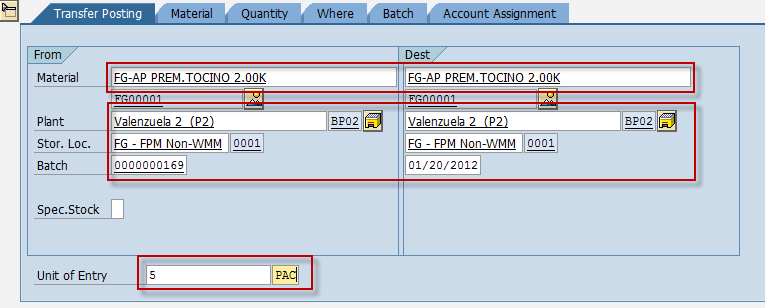 Transfer Posting Material Quantity Where Batch Account Assignment
From Dest
Material FG-AP PREM.TOCINO 2.00K FG-AP PREM.TOCINO 2.00K
FG00001 FG00001
Plant Valenzuela 2 (P2) BP02 Valenzuela 2 (P2) BP02
Stor. Loc. FG - FPM Non-WMM 0001 FG - FPM Non-WMM 0001
Batch 0000000169 01/20/2012
Spec.Stock
Unit of Entry 5 PAC